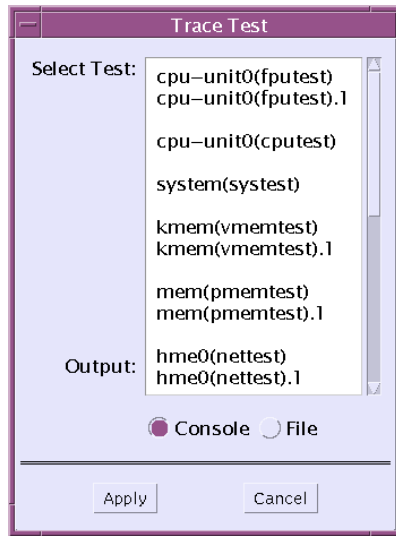 Trace Test
Select Test:
cpu-unit0(fputest)
cpu-unit0(fputest).1
cpu-unit0(cputest)
system(systest)
kmem(vmemtest)
kmem(vmemtest).1
mem(pmemtest)
mem(pmemtest).1
hme0(nettest)
hme0(nettest).1
Output:
Console File
Apply Cancel